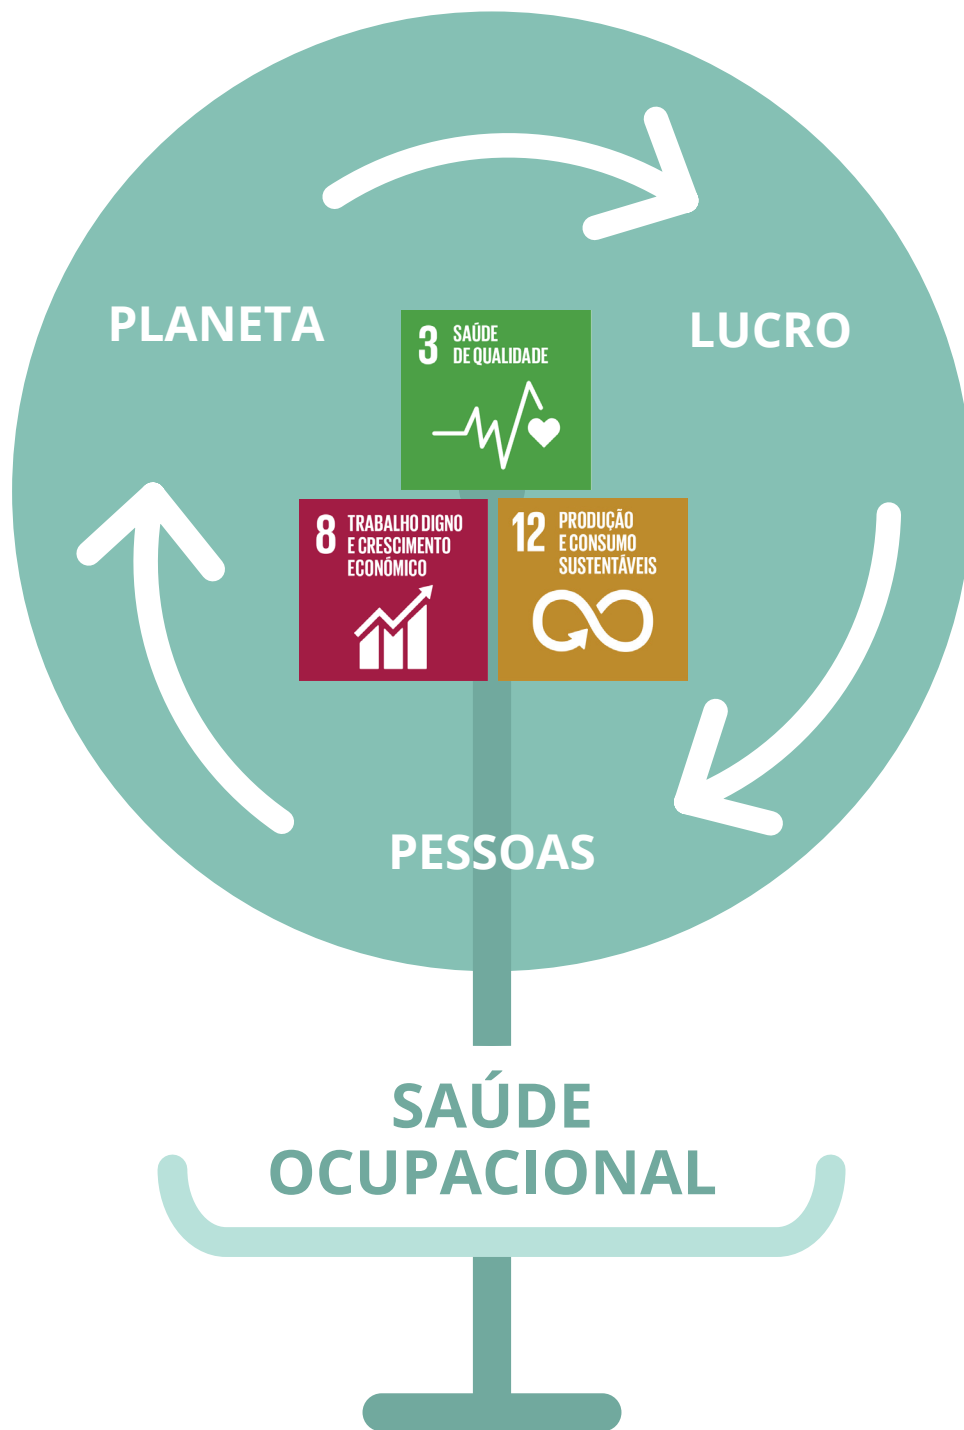 PLANETA
LUCRO
3 SAÚDE
DE QUALIDADE
8 TRABALHO DIGNO
E CRESCIMENTO
ECONÓMICO
12 PRODUÇÃO
E CONSUMO
SUSTENTÁVEIS
PESSOAS
SAÚDE
OCUPACIONAL